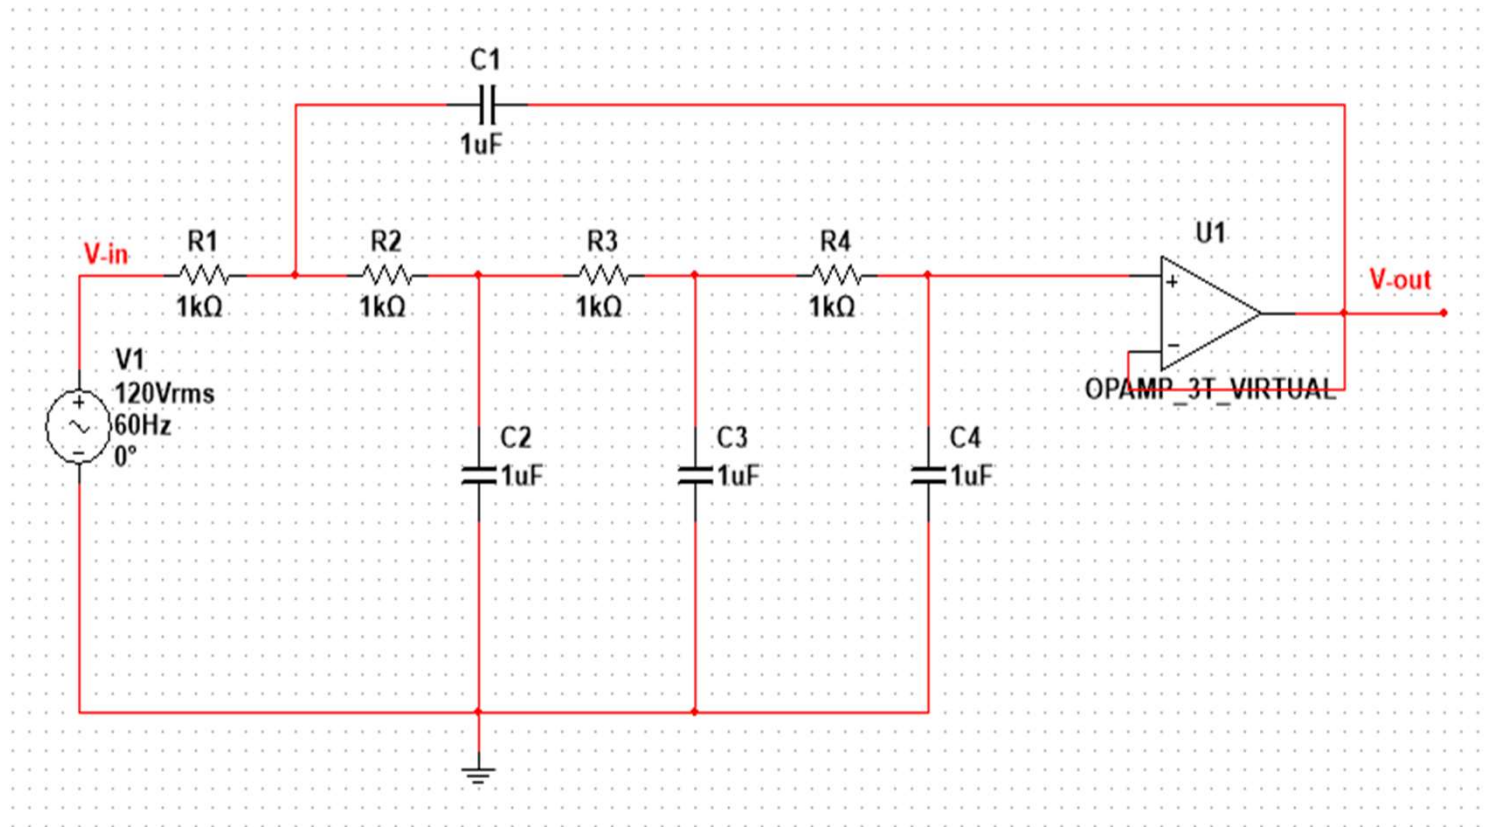 C1
1uF
V-in
R1
1kΩ
R2
1kΩ
R3
1kΩ
R4
1kΩ
U1
+
−
V-out
OPAMP_3T_VIRTUAL
V1
120Vrms
60Hz
0°
+
−
C2
1uF
C3
1uF
C4
1uF